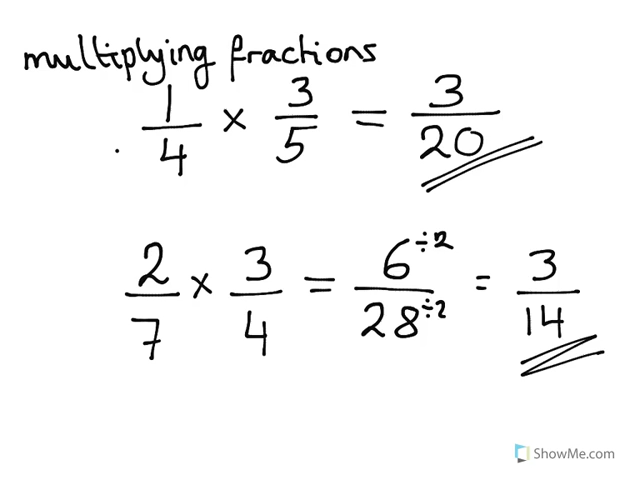 multiplying fractions
1/4 × 3/5 = 3/20
2/7 × 3/4 = 6÷2/28÷2 = 3/14
ShowMe.com